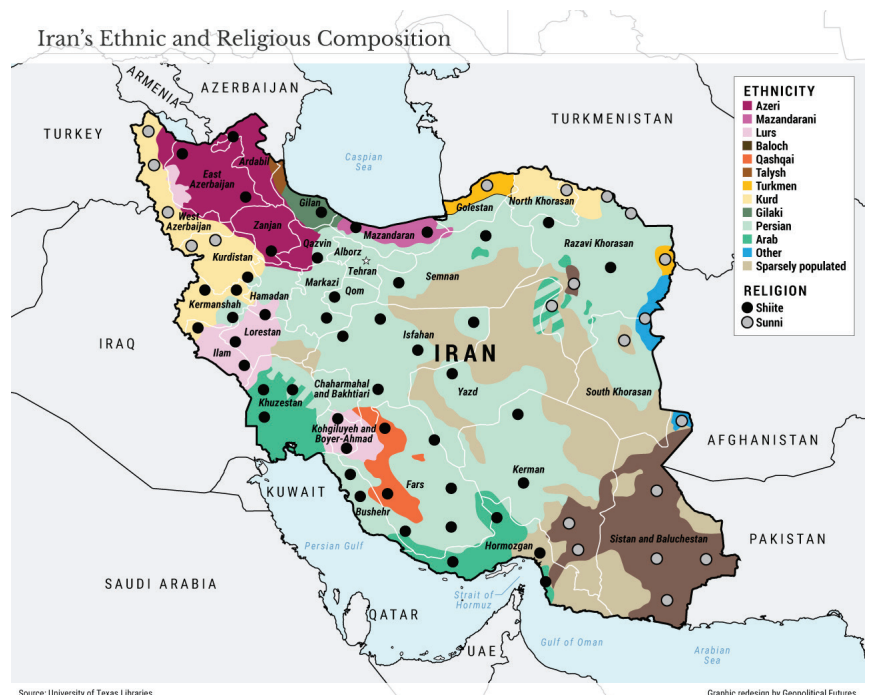 Iran’s Ethnic and Religious Composition
ARMENIA
AZERBAIJAN
TURKEY
TURKMENISTAN
Caspian
Sea
ETHNICITY
Azeri
Mazandarani
Lurs
Baloch
Qashqai
Talysh
Turkmen
Kurd
Gilaki
Persian
Arab
Other
Sparsely populated
RELIGION
Shiite
Sunni
Ardabil
East
Azerbaijan
West
Azerbaijan
Zanjan
Gilan
Golestan
North Khorasan
Mazandaran
Qazvin
Alborz
Tehran
Razavi Khorasan
Kurdistan
Semnan
Markazi
Qom
Hamadan
Kermanshah
Lorestan
Ilam
IRAQ
Isfahan
IRAN
Yazd
South Khorasan
Chaharmahal
and Bakhtiari
Khuzestan
Kohgiluyeh and
Boyer-Ahmad
AFGHANISTAN
Kerman
Fars
KUWAIT
Bushehr
Sistan and Baluchestan
PAKISTAN
Hormozgan
Persian Gulf
SAUDI ARABIA
Strait of
Hormuz
QATAR
UAE
Gulf of Oman
Arabian
Sea
Source: University of Texas Libraries
Graphic redesign by Geopolitical Futures